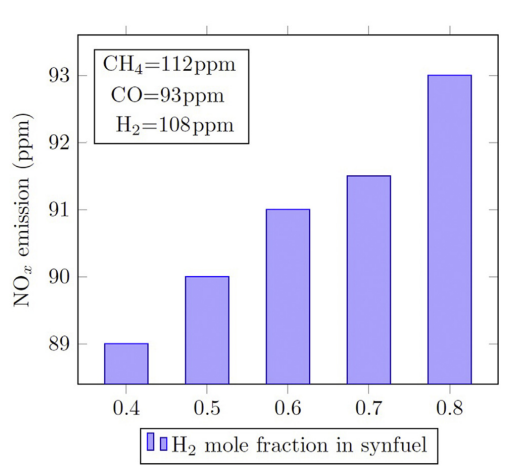 CH₄=112ppm
CO=93ppm
H₂=108ppm
NOₓ emission (ppm)
93
92
91
90
89
0.4 0.5 0.6 0.7 0.8
H₂ mole fraction in synfuel